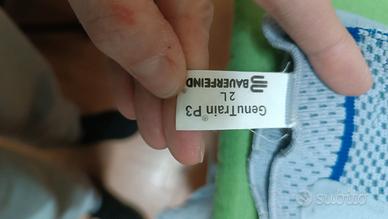 BAUERFEIND®
GenuTrain® P3
2 L
subito